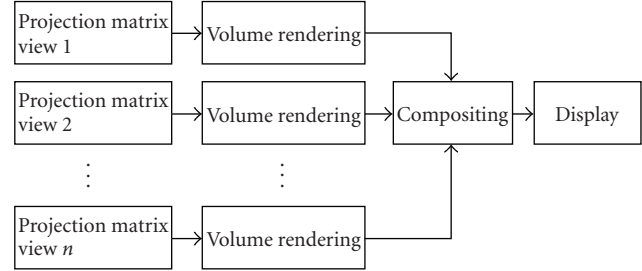 Projection matrix
view 1
Volume rendering
Projection matrix
view 2
Volume rendering
Compositing
Display
⋮
⋮
Projection matrix
view n
Volume rendering